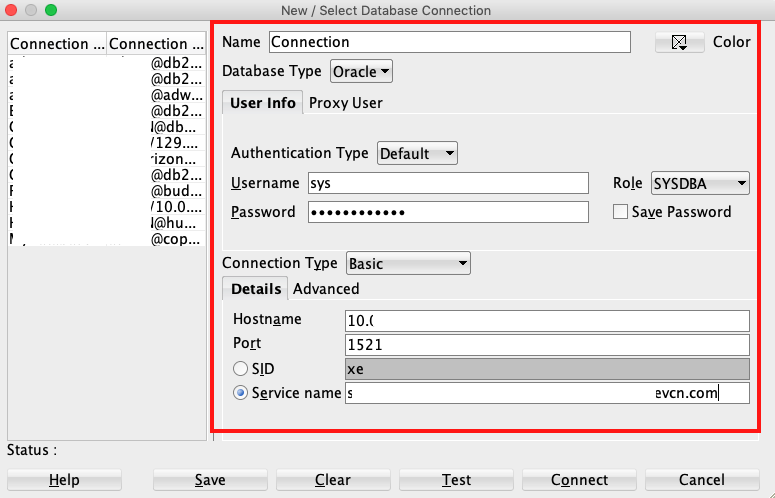 New / Select Database Connection
Connection ... Connection ...
@db2...
@db2...
@adw...
@db2...
@db...
/129....
rizon...
@db2...
@bud...
/10.0....
@hu...
@cop...
Name Connection Color
Database Type Oracle
User Info Proxy User
Authentication Type Default
Username sys Role SYSDBA
Password •••••••••••• Save Password
Connection Type Basic
Details Advanced
Hostname 10.0
Port 1521
SID xe
Service name s evcn.com
Status :
Help Save Clear Test Connect Cancel